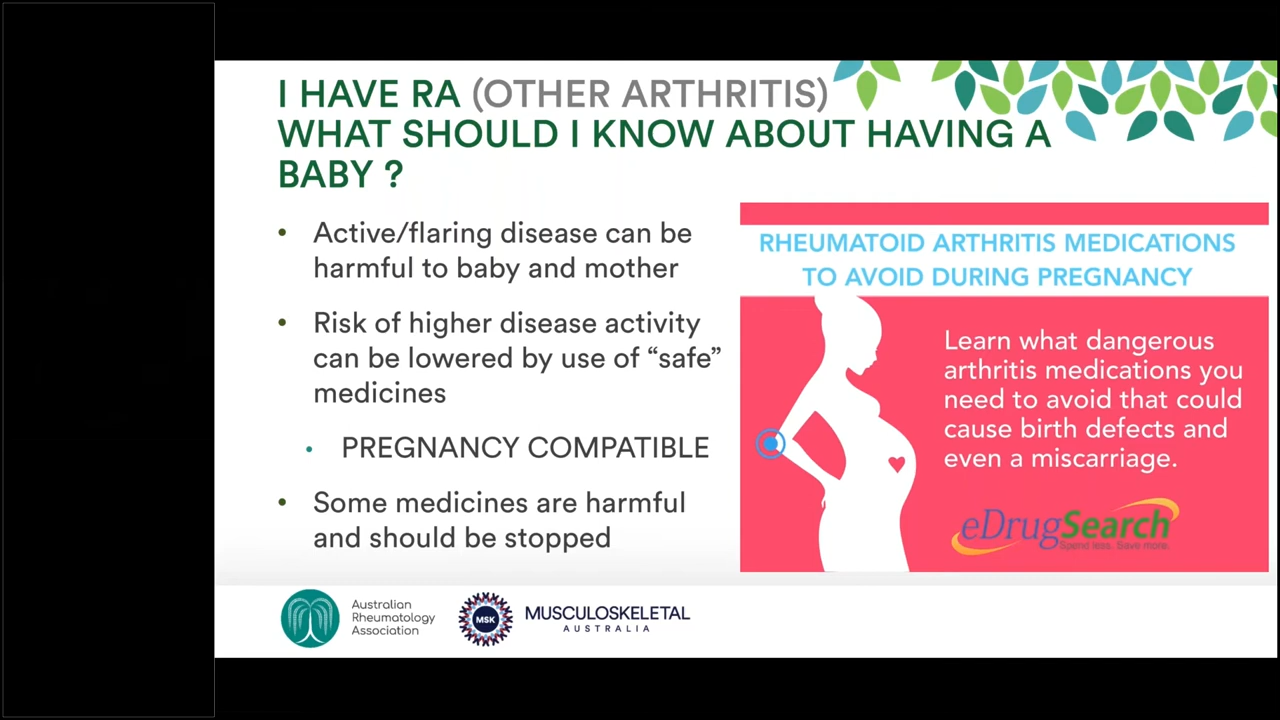 I HAVE RA (OTHER ARTHRITIS)
WHAT SHOULD I KNOW ABOUT HAVING A
BABY ?
• Active/flaring disease can be
harmful to baby and mother
• Risk of higher disease activity
can be lowered by use of “safe”
medicines
• PREGNANCY COMPATIBLE
• Some medicines are harmful
and should be stopped
RHEUMATOID ARTHRITIS MEDICATIONS
TO AVOID DURING PREGNANCY
Learn what dangerous
arthritis medications you
need to avoid that could
cause birth defects and
even a miscarriage.
eDrugSearch
Spend less. Save more.
Australian
Rheumatology
Association
MSK
MUSCULOSKELETAL
AUSTRALIA